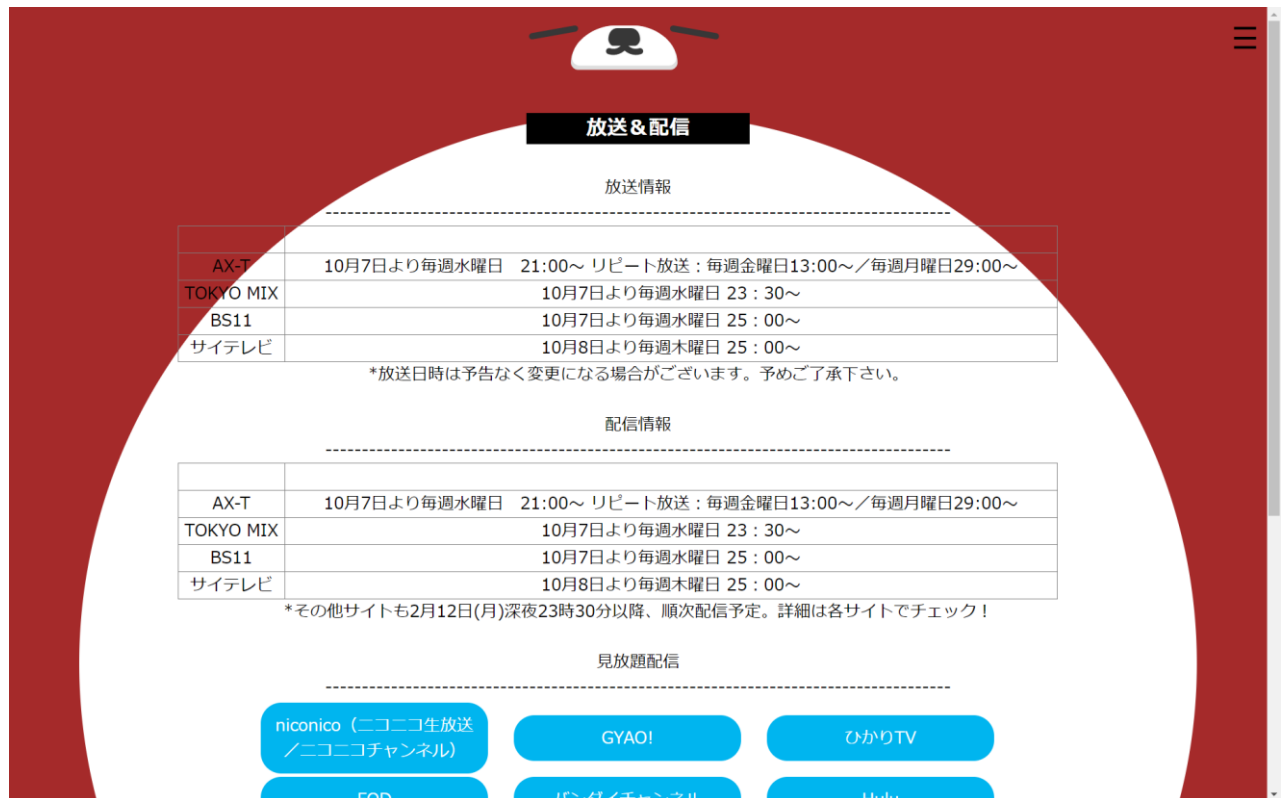 放送&配信
放送情報
--------------------------------------------------------------------------------------
AX-T 10月7日より毎週水曜日　21:00～ リピート放送：毎週金曜日13:00～／毎週月曜日29:00～
TOKYO MIX 10月7日より毎週水曜日 23：30～
BS11 10月7日より毎週水曜日 25：00～
サイテレビ 10月8日より毎週木曜日 25：00～
*放送日時は予告なく変更になる場合がございます。予めご了承下さい。
配信情報
--------------------------------------------------------------------------------------
AX-T 10月7日より毎週水曜日　21:00～ リピート放送：毎週金曜日13:00～／毎週月曜日29:00～
TOKYO MIX 10月7日より毎週水曜日 23：30～
BS11 10月7日より毎週水曜日 25：00～
サイテレビ 10月8日より毎週木曜日 25：00～
*その他サイトも2月12日(月)深夜23時30分以降、順次配信予定。詳細は各サイトでチェック！
見放題配信
--------------------------------------------------------------------------------------
niconico（ニコニコ生放送
／ニコニコチャンネル）
GYAO!
ひかりTV
FOD
バンダイチャンネル
Hulu